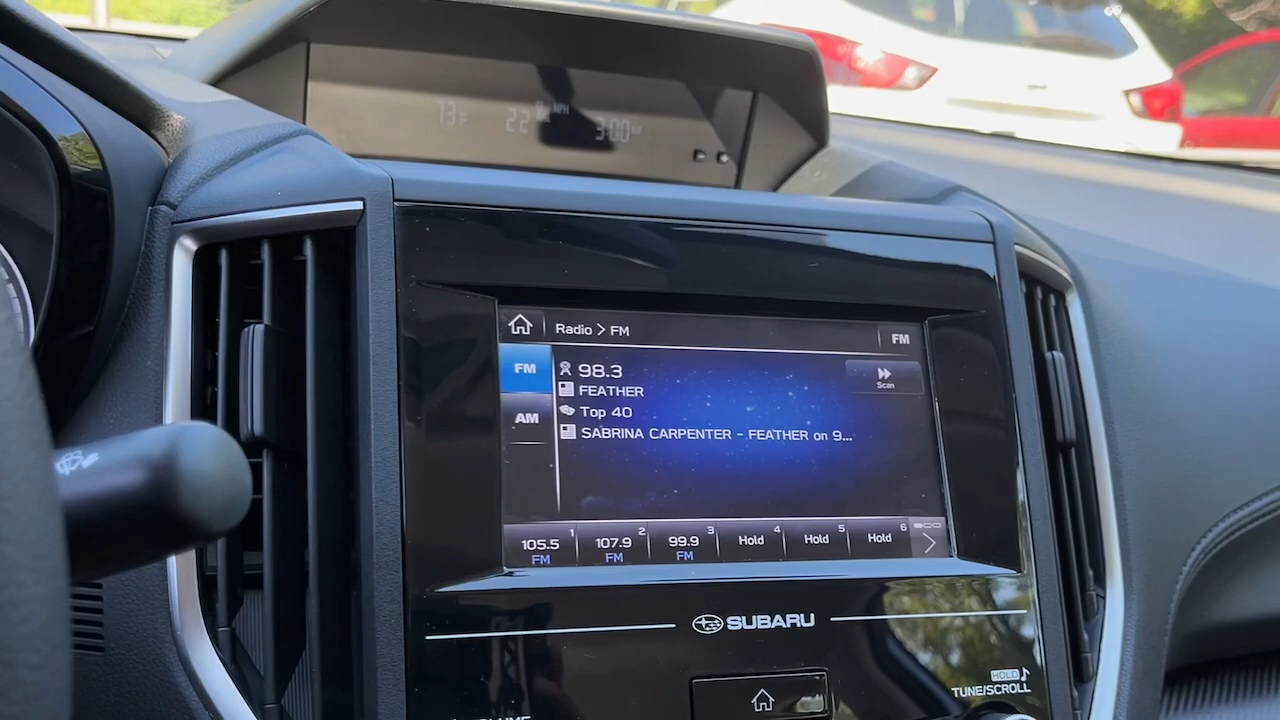 73°F 22 MPH 3:00
Radio > FM FM
FM 98.3 Scan
FEATHER
AM Top 40
SABRINA CARPENTER - FEATHER on 9...
1 2 3 4 5 6
105.5 107.9 99.9 Hold Hold Hold
FM FM FM
SUBARU
HOLD
TUNE/SCROLL